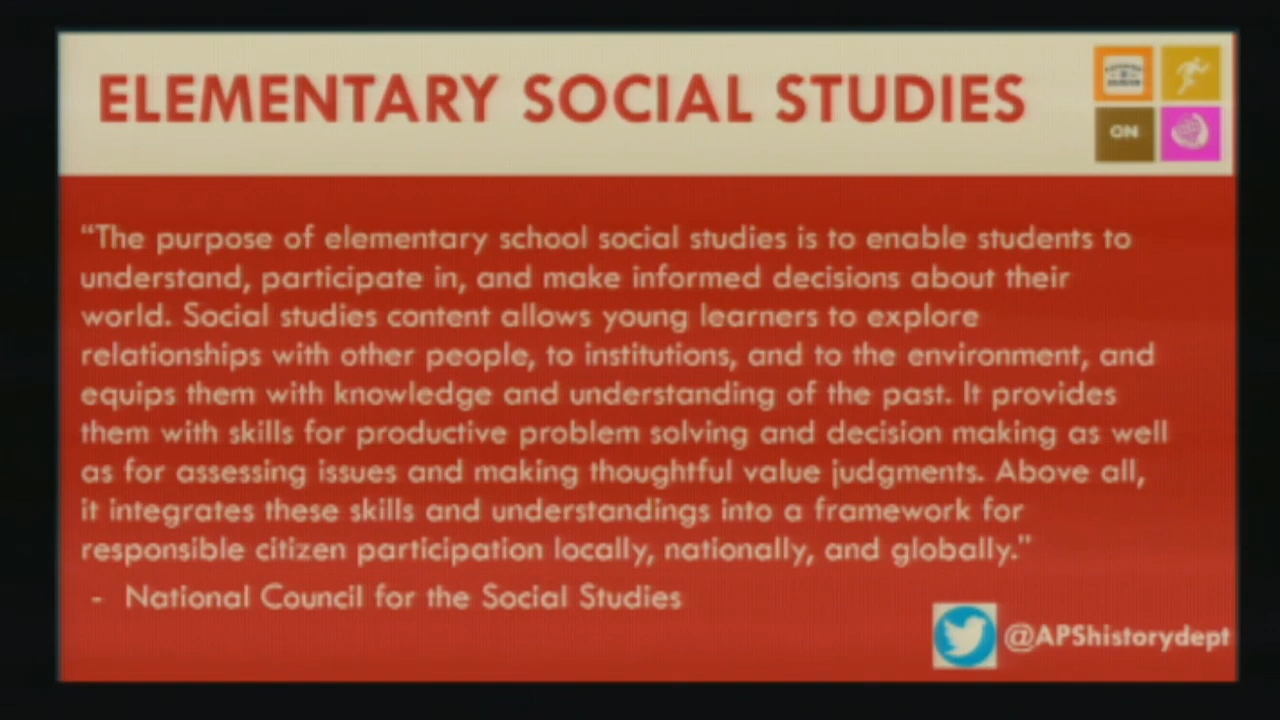 ELEMENTARY SOCIAL STUDIES
ON
“The purpose of elementary school social studies is to enable students to
understand, participate in, and make informed decisions about their
world. Social studies content allows young learners to explore
relationships with other people, to institutions, and to the environment, and
equips them with knowledge and understanding of the past. It provides
them with skills for productive problem solving and decision making as well
as for assessing issues and making thoughtful value judgments. Above all,
it integrates these skills and understandings into a framework for
responsible citizen participation locally, nationally, and globally.”
- National Council for the Social Studies
@APShistorydept